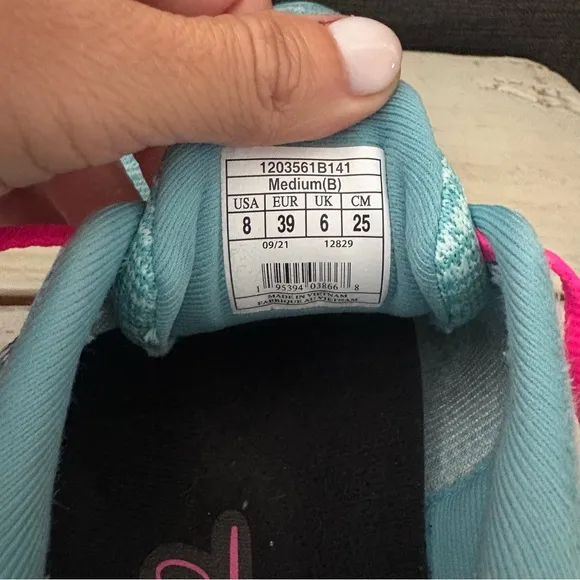 1203561B141
Medium(B)
USA EUR UK CM
8 39 6 25
09/21 12829
1 95394 03866 8
MADE IN VIETNAM
FABRIQUE AU VIETNAM